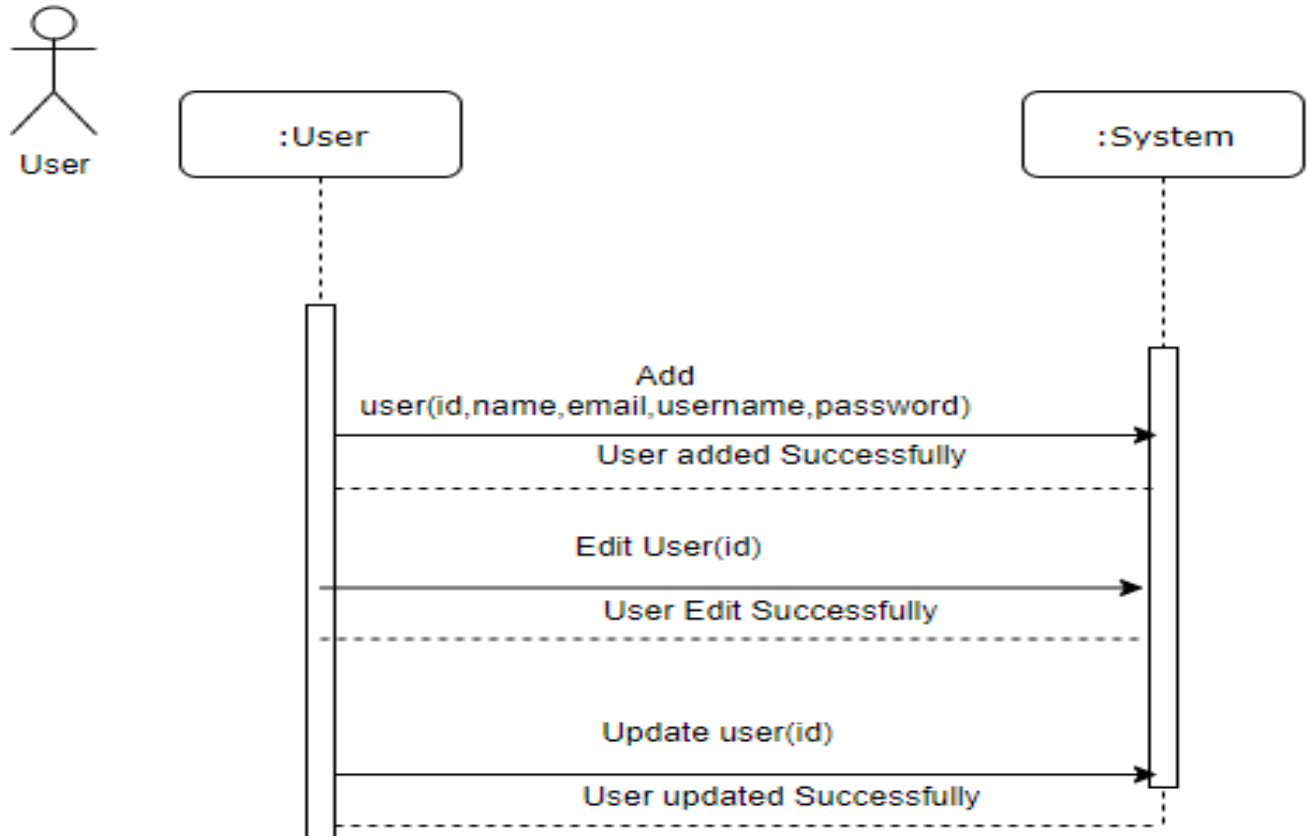 User
:User
:System
Add
user(id,name,email,username,password)
User added Successfully
Edit User(id)
User Edit Successfully
Update user(id)
User updated Successfully